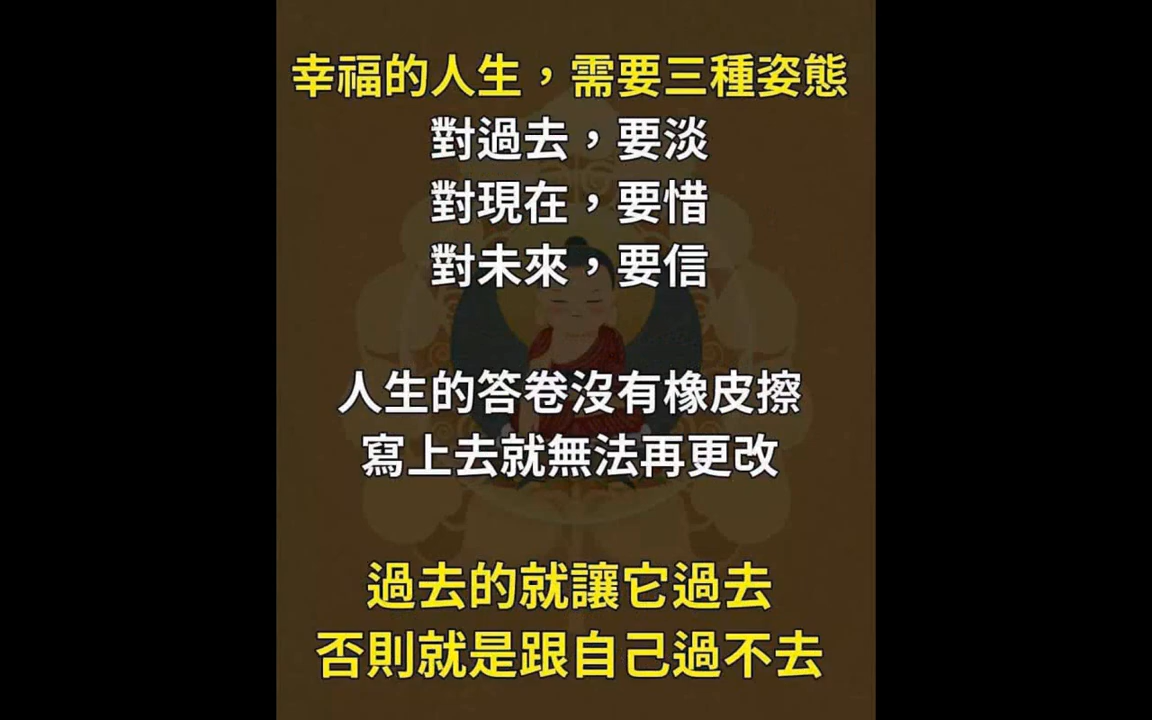 幸福的人生，需要三種姿態
對過去，要淡
對現在，要惜
對未來，要信
人生的答卷沒有橡皮擦
寫上去就無法再更改
過去的就讓它過去
否則就是跟自己過不去